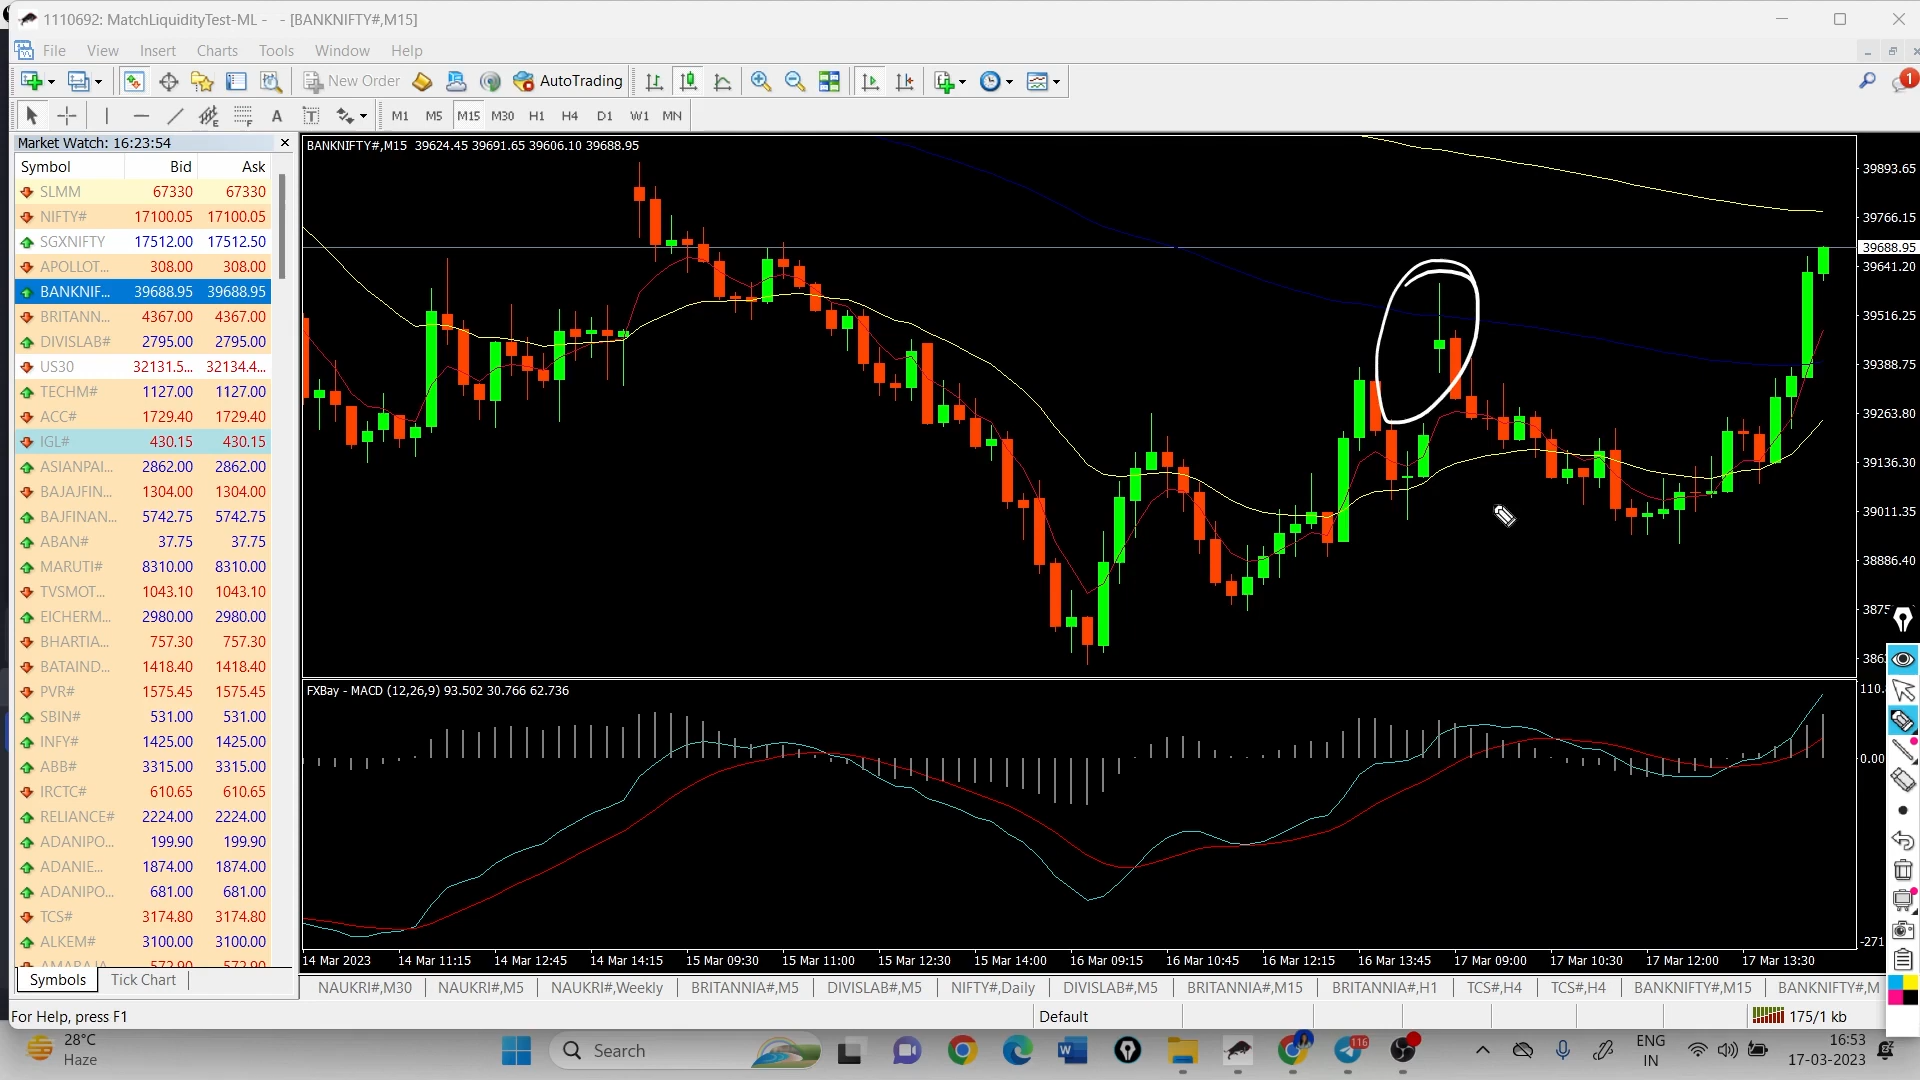 1110692: MatchLiquidityTest-ML - - [BANKNIFTY#,M15]
File View Insert Charts Tools Window Help
New Order AutoTrading 1
A T M1 M5 M15 M30 H1 H4 D1 W1 MN
Market Watch: 16:23:54
Symbol Bid Ask
SLMM 67330 67330
NIFTY# 17100.05 17100.05
SGXNIFTY 17512.00 17512.50
APOLLOT... 308.00 308.00
BANKNIF... 39688.95 39688.95
BRITANN... 4367.00 4367.00
DIVISLAB# 2795.00 2795.00
US30 32131.5... 32134.4...
TECHM# 1127.00 1127.00
ACC# 1729.40 1729.40
IGL# 430.15 430.15
ASIANPAI... 2862.00 2862.00
BAJAJFIN... 1304.00 1304.00
BAJFINAN... 5742.75 5742.75
ABAN# 37.75 37.75
MARUTI# 8310.00 8310.00
TVSMOT... 1043.10 1043.10
EICHERM... 2980.00 2980.00
BHARTIA... 757.30 757.30
BATAIND... 1418.40 1418.40
PVR# 1575.45 1575.45
SBIN# 531.00 531.00
INFY# 1425.00 1425.00
ABB# 3315.00 3315.00
IRCTC# 610.65 610.65
RELIANCE# 2224.00 2224.00
ADANIPO... 199.90 199.90
ADANIE... 1874.00 1874.00
ADANIPO... 681.00 681.00
TCS# 3174.80 3174.80
ALKEM# 3100.00 3100.00
Symbols Tick Chart
BANKNIFTY#,M15 39624.45 39691.65 39606.10 39688.95
39893.65
39766.15
39688.95
39641.20
39516.25
39388.75
39263.80
39136.30
39011.35
38886.40
FXBay - MACD (12,26,9) 93.502 30.766 62.736
110.
0.00
-271
14 Mar 2023 14 Mar 11:15 14 Mar 12:45 14 Mar 14:15 15 Mar 09:30 15 Mar 11:00 15 Mar 12:30 15 Mar 14:00 16 Mar 09:15 16 Mar 10:45 16 Mar 12:15 16 Mar 13:45 17 Mar 09:00 17 Mar 10:30 17 Mar 12:00 17 Mar 13:30
NAUKRI#,M30 NAUKRI#,M5 NAUKRI#,Weekly BRITANNIA#,M5 DIVISLAB#,M5 NIFTY#,Daily DIVISLAB#,M5 BRITANNIA#,M15 BRITANNIA#,H1 TCS#,H4 TCS#,H4 BANKNIFTY#,M15 BANKNIFTY#,M
For Help, press F1 Default 175/1 kb
28°C
Haze
Search
116
ENG
IN
16:53
17-03-2023